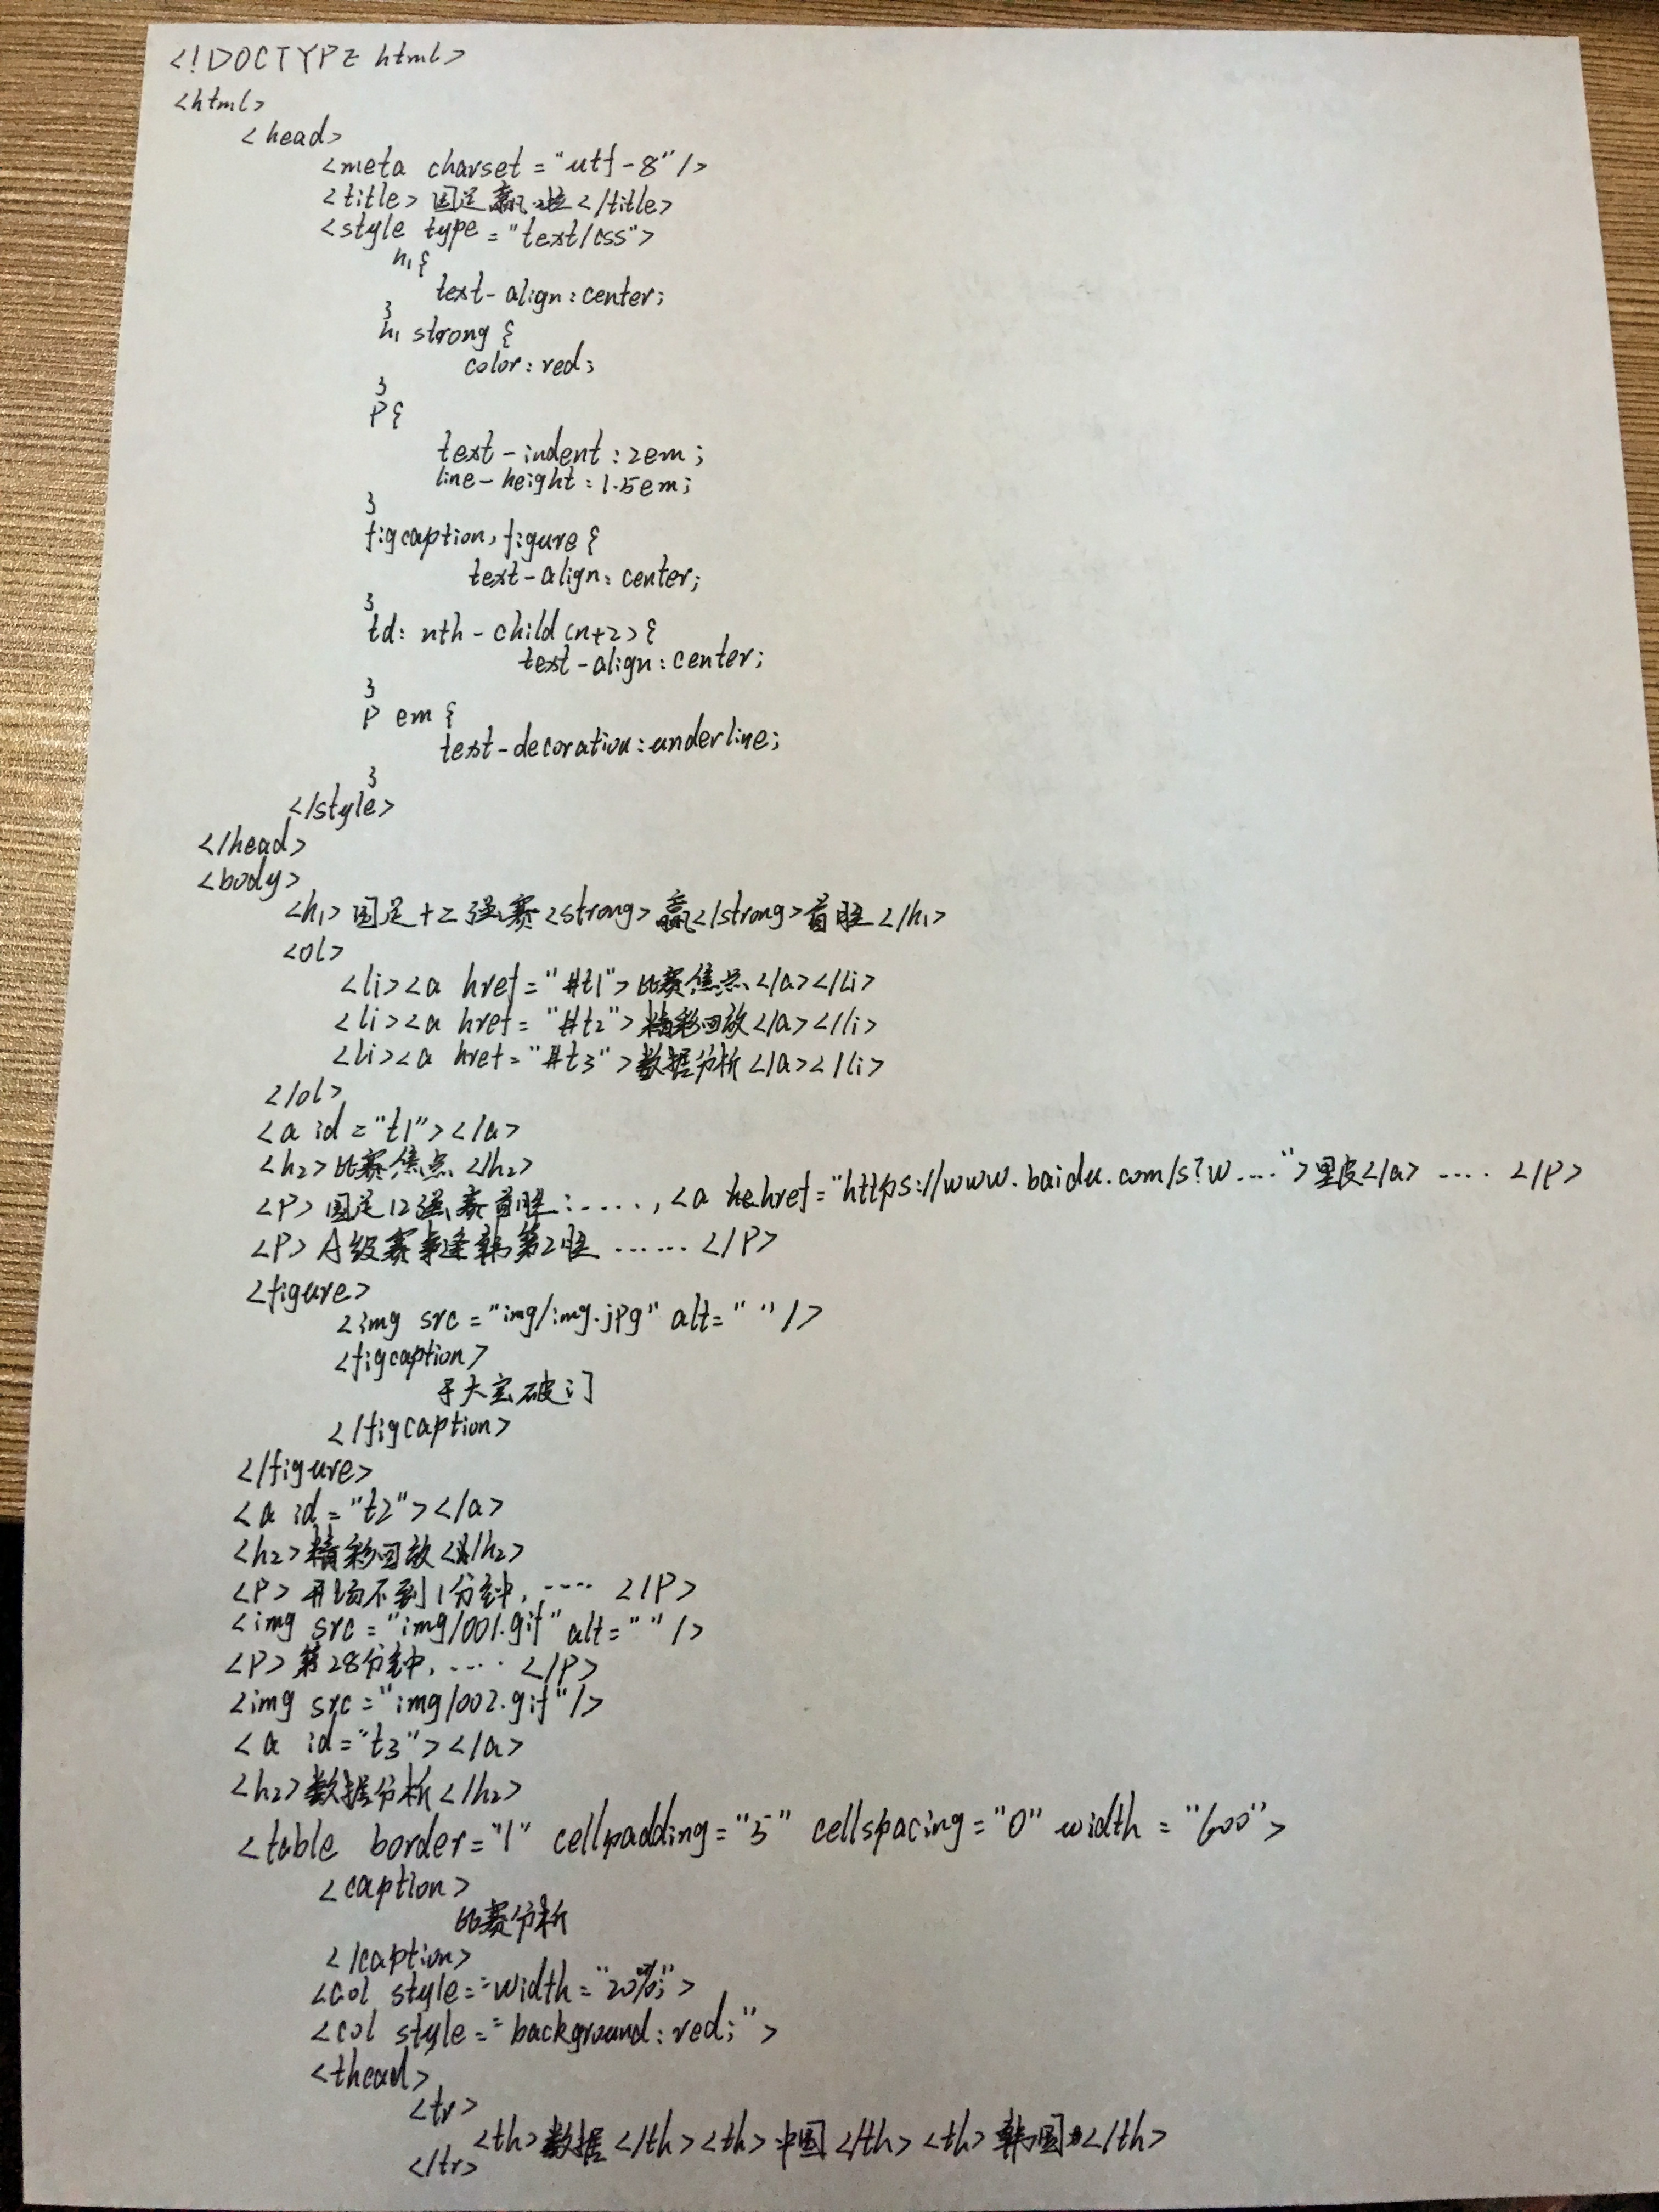 <!DOCTYPE html>
<html>
<head>
<meta charset="utf-8"/>
<title>国足赢啦</title>
<style type="text/css">
h1{
text-align:center;
}
h1 strong{
color:red;
}
p{
text-indent:2em;
line-height:1.5em;
}
figcaption,figure{
text-align:center;
}
td:nth-child(n+2){
text-align:center;
}
p em{
text-decoration:underline;
}
</style>
</head>
<body>
<h1>国足十二强赛<strong>赢</strong>首胜</h1>
<ol>
<li><a href="#t1">比赛焦点</a></li>
<li><a href="#t2">精彩回放</a></li>
<li><a href="#t3">数据分析</a></li>
</ol>
<a id="t1"></a>
<h2>比赛焦点</h2>
<p>国足12强赛首胜:.....,<a href="https://www.baidu.com/s?w....">里皮</a> .... </p>
<p>A级赛事逢韩第2胜 ...... </p>
<figure>
<img src="img/img.jpg" alt=" "/>
<figcaption>
于大宝破门
</figcaption>
</figure>
<a id="t2"></a>
<h2>精彩回放</h2>
<p>开场不到1分钟,.... </p>
<img src="img/001.gif" alt=" "/>
<p>第28分钟,.... </p>
<img src="img/002.gif"/>
<a id="t3"></a>
<h2>数据分析</h2>
<table border="1" cellpadding="5" cellspacing="0" width="600">
<caption>
比赛分析
</caption>
<col style="width="20%;">
<col style="background:red;">
<thead>
<tr>
<th>数据</th><th>中国</th><th>韩国</th>
</tr>